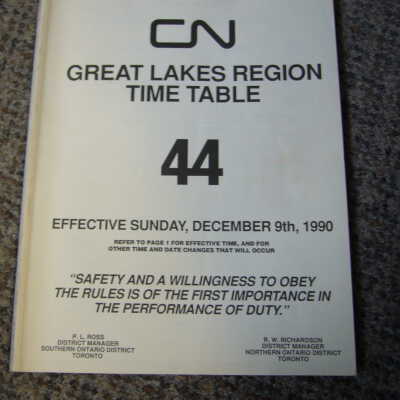 CN
GREAT LAKES REGION
TIME TABLE
44
EFFECTIVE SUNDAY, DECEMBER 9th, 1990
REFER TO PAGE 1 FOR EFFECTIVE TIME, AND FOR
OTHER TIME AND DATE CHANGES THAT WILL OCCUR
"SAFETY AND A WILLINGNESS TO OBEY
THE RULES IS OF THE FIRST IMPORTANCE IN
THE PERFORMANCE OF DUTY."
P. L. ROSS
DISTRICT MANAGER
SOUTHERN ONTARIO DISTRICT
TORONTO
R. W. RICHARDSON
DISTRICT MANAGER
NORTHERN ONTARIO DISTRICT
TORONTO